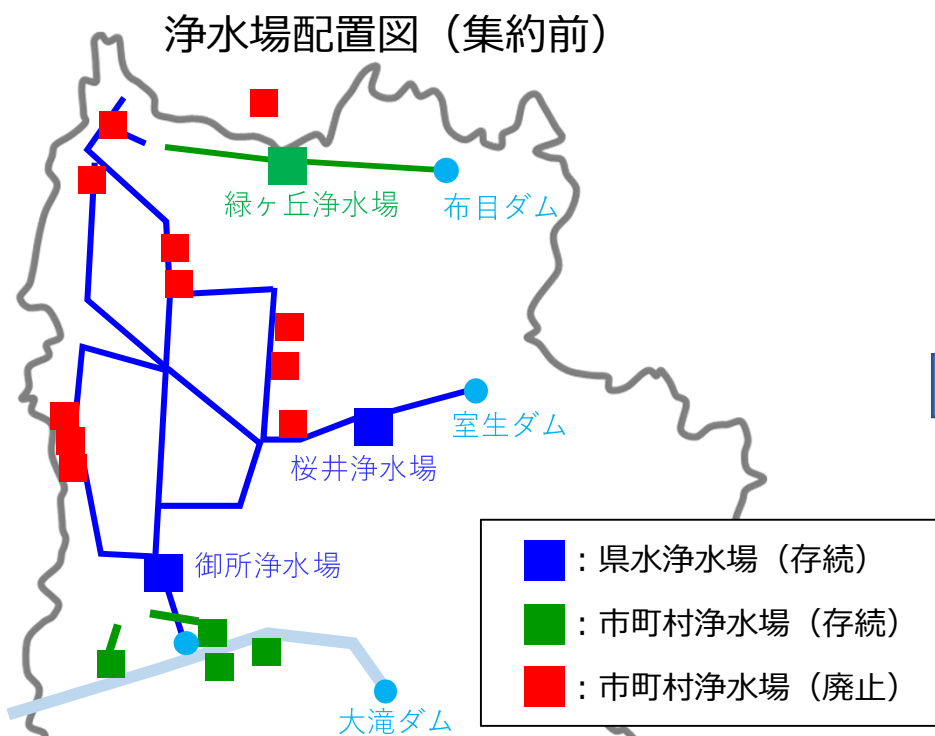 浄水場配置図（集約前）
緑ヶ丘浄水場
布目ダム
室生ダム
桜井浄水場
御所浄水場
：県水浄水場（存続）
：市町村浄水場（存続）
：市町村浄水場（廃止）
大滝ダム